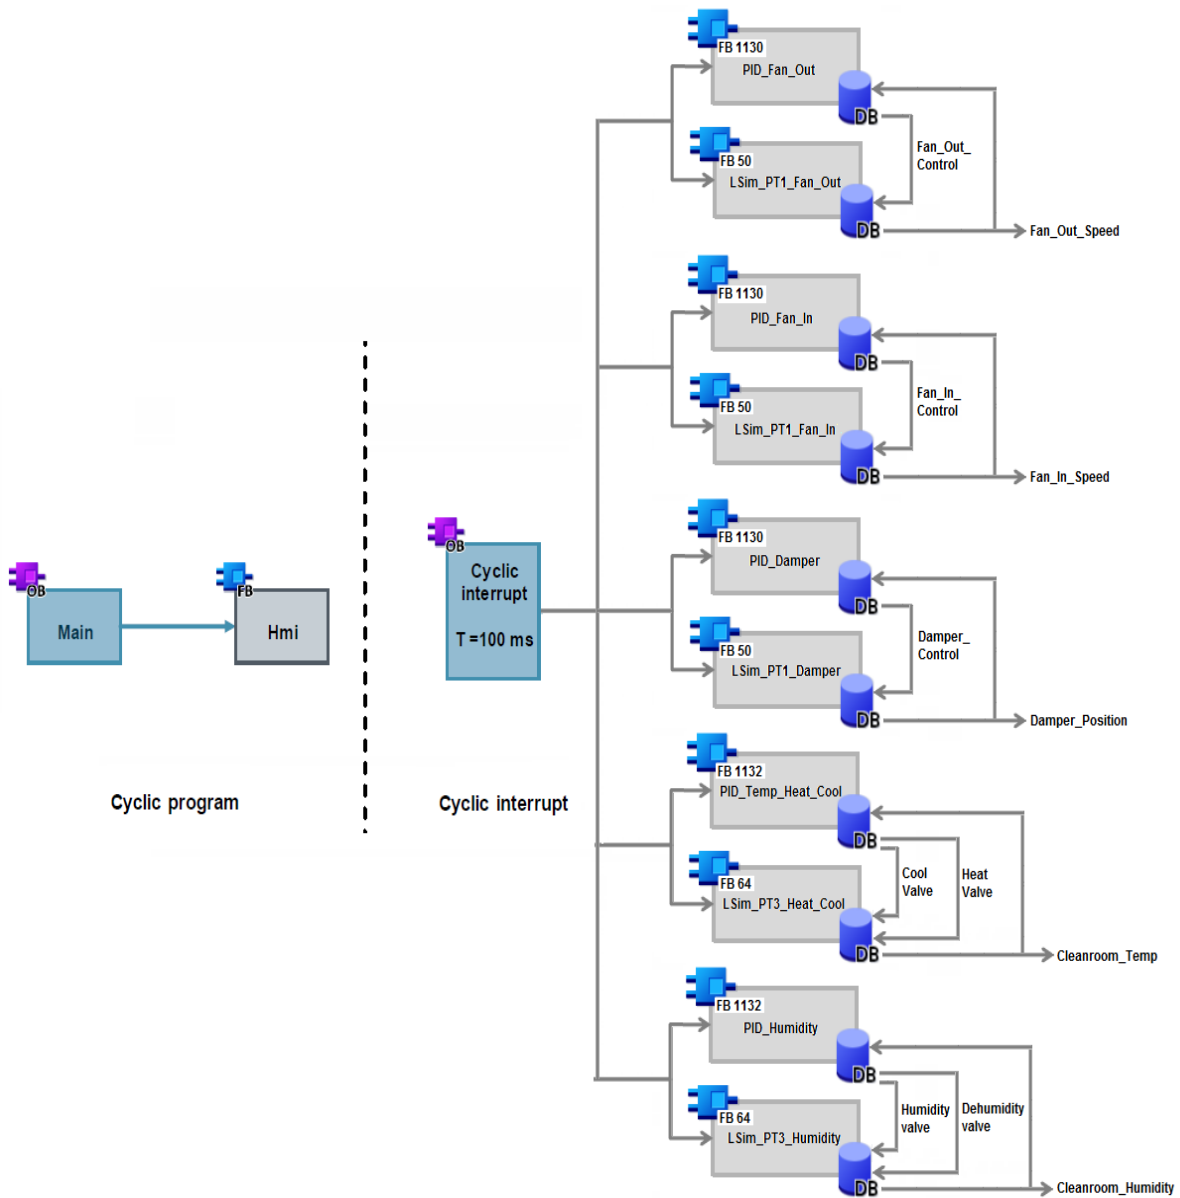 FB 1130
PID_Fan_Out
DB
Fan_Out_
Control
FB 50
LSim_PT1_Fan_Out
DB
Fan_Out_Speed
FB 1130
PID_Fan_In
DB
Fan_In_
Control
FB 50
LSim_PT1_Fan_In
DB
Fan_In_Speed
OB
Main
FB
Hmi
Cyclic program
OB
Cyclic
interrupt
T =100 ms
Cyclic interrupt
FB 1130
PID_Damper
DB
Damper_
Control
FB 50
LSim_PT1_Damper
DB
Damper_Position
FB 1132
PID_Temp_Heat_Cool
DB
Cool
Valve
Heat
Valve
FB 64
LSim_PT3_Heat_Cool
DB
Cleanroom_Temp
FB 1132
PID_Humidity
DB
Humidity
valve
Dehumidity
valve
FB 64
LSim_PT3_Humidity
DB
Cleanroom_Humidity